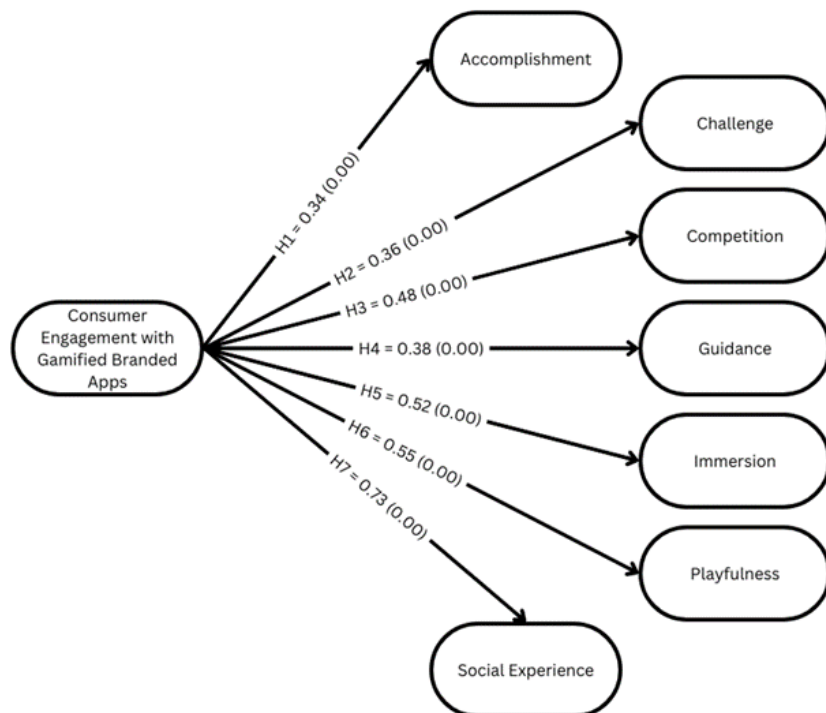 Accomplishment
Challenge
H1 = 0.34 (0.00)
H2 = 0.36 (0.00)
Competition
H3 = 0.48 (0.00)
Consumer
Engagement with
Gamified Branded
Apps
H4 = 0.38 (0.00)
Guidance
H5 = 0.52 (0.00)
H6 = 0.55 (0.00)
Immersion
H7 = 0.73 (0.00)
Playfulness
Social Experience